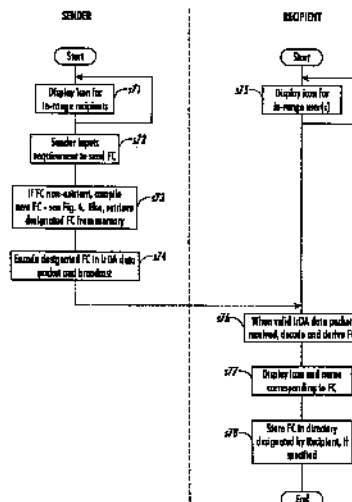 SENDER
Start
s71
Display icon for
in-range recipients
s72
Sender inputs
requirement to send FC
s73
If FC non-existent, compile
new FC - see Fig. 6, Else, retrieve
designated FC from memory
s74
Encode designated FC in IrDA data
packet and broadcast
RECIPIENT
Start
s75
Display icon for
in-range user(s)
s76
When valid IrDA data packet
received, decode and derive FC
s77
Display icon and name
corresponding to FC
s78
Store FC in directory
designated by Recipient, if
specified
End